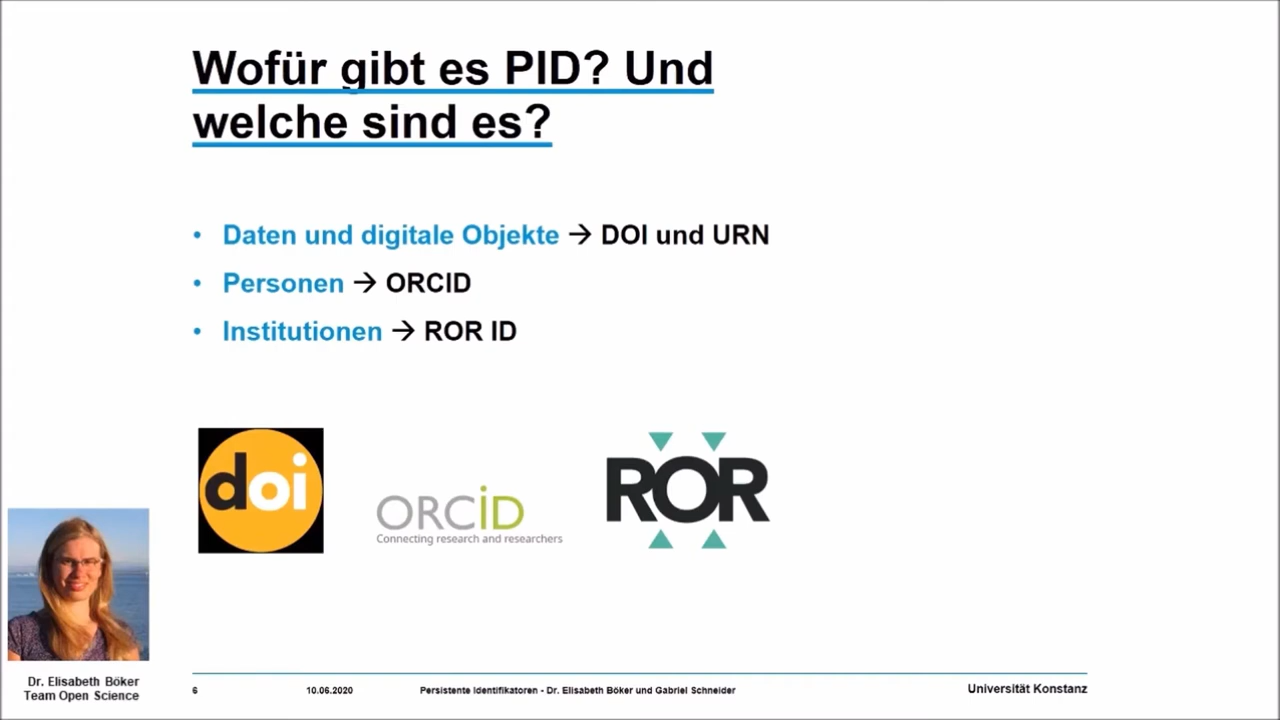 Wofür gibt es PID? Und
welche sind es?
• Daten und digitale Objekte → DOI und URN
• Personen → ORCID
• Institutionen → ROR ID
doi
ORCID
Connecting research and researchers
ROR
Dr. Elisabeth Böker
Team Open Science
6 10.06.2020 Persistente Identifikatoren - Dr. Elisabeth Böker und Gabriel Schneider Universität Konstanz